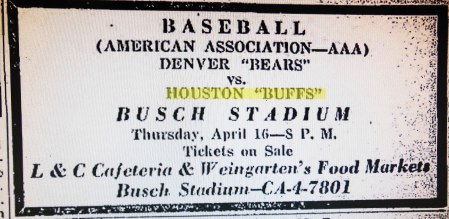 BASEBALL
(AMERICAN ASSOCIATION—AAA)
DENVER "BEARS"
vs.
HOUSTON "BUFFS"
BUSCH STADIUM
Thursday, April 16—8 P. M.
Tickets on Sale
L & C Cafeteria & Weingarten's Food Markets
Busch Stadium—CA-4-7801